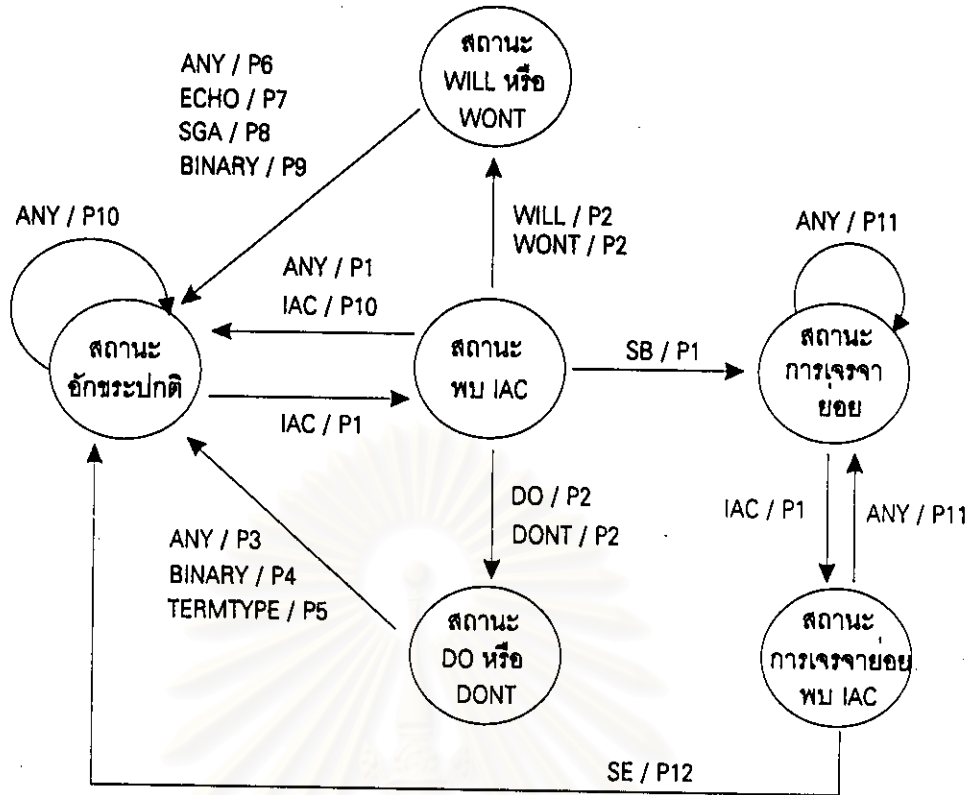 สถานะ
WILL หรือ
WONT
ANY / P6
ECHO / P7
SGA / P8
BINARY / P9
ANY / P10
WILL / P2
WONT / P2
ANY / P11
ANY / P1
IAC / P10
สถานะ
อักขระปกติ
สถานะ
พบ IAC
SB / P1
สถานะ
การเจรจา
ย่อย
IAC / P1
DO / P2
DONT / P2
IAC / P1
ANY / P11
ANY / P3
BINARY / P4
TERMTYPE / P5
สถานะ
DO หรือ
DONT
สถานะ
การเจรจาย่อย
พบ IAC
SE / P12